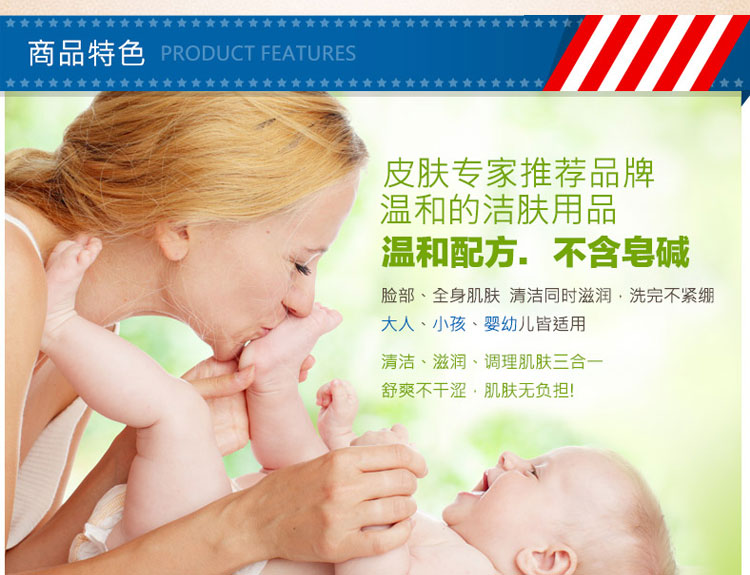 商品特色 PRODUCT FEATURES
皮肤专家推荐品牌
温和的洁肤用品
温和配方．不含皂碱
脸部、全身肌肤 清洁同时滋润，洗完不紧绷
大人、小孩、婴幼儿皆适用
清洁、滋润、调理肌肤三合一
舒爽不干涩，肌肤无负担!